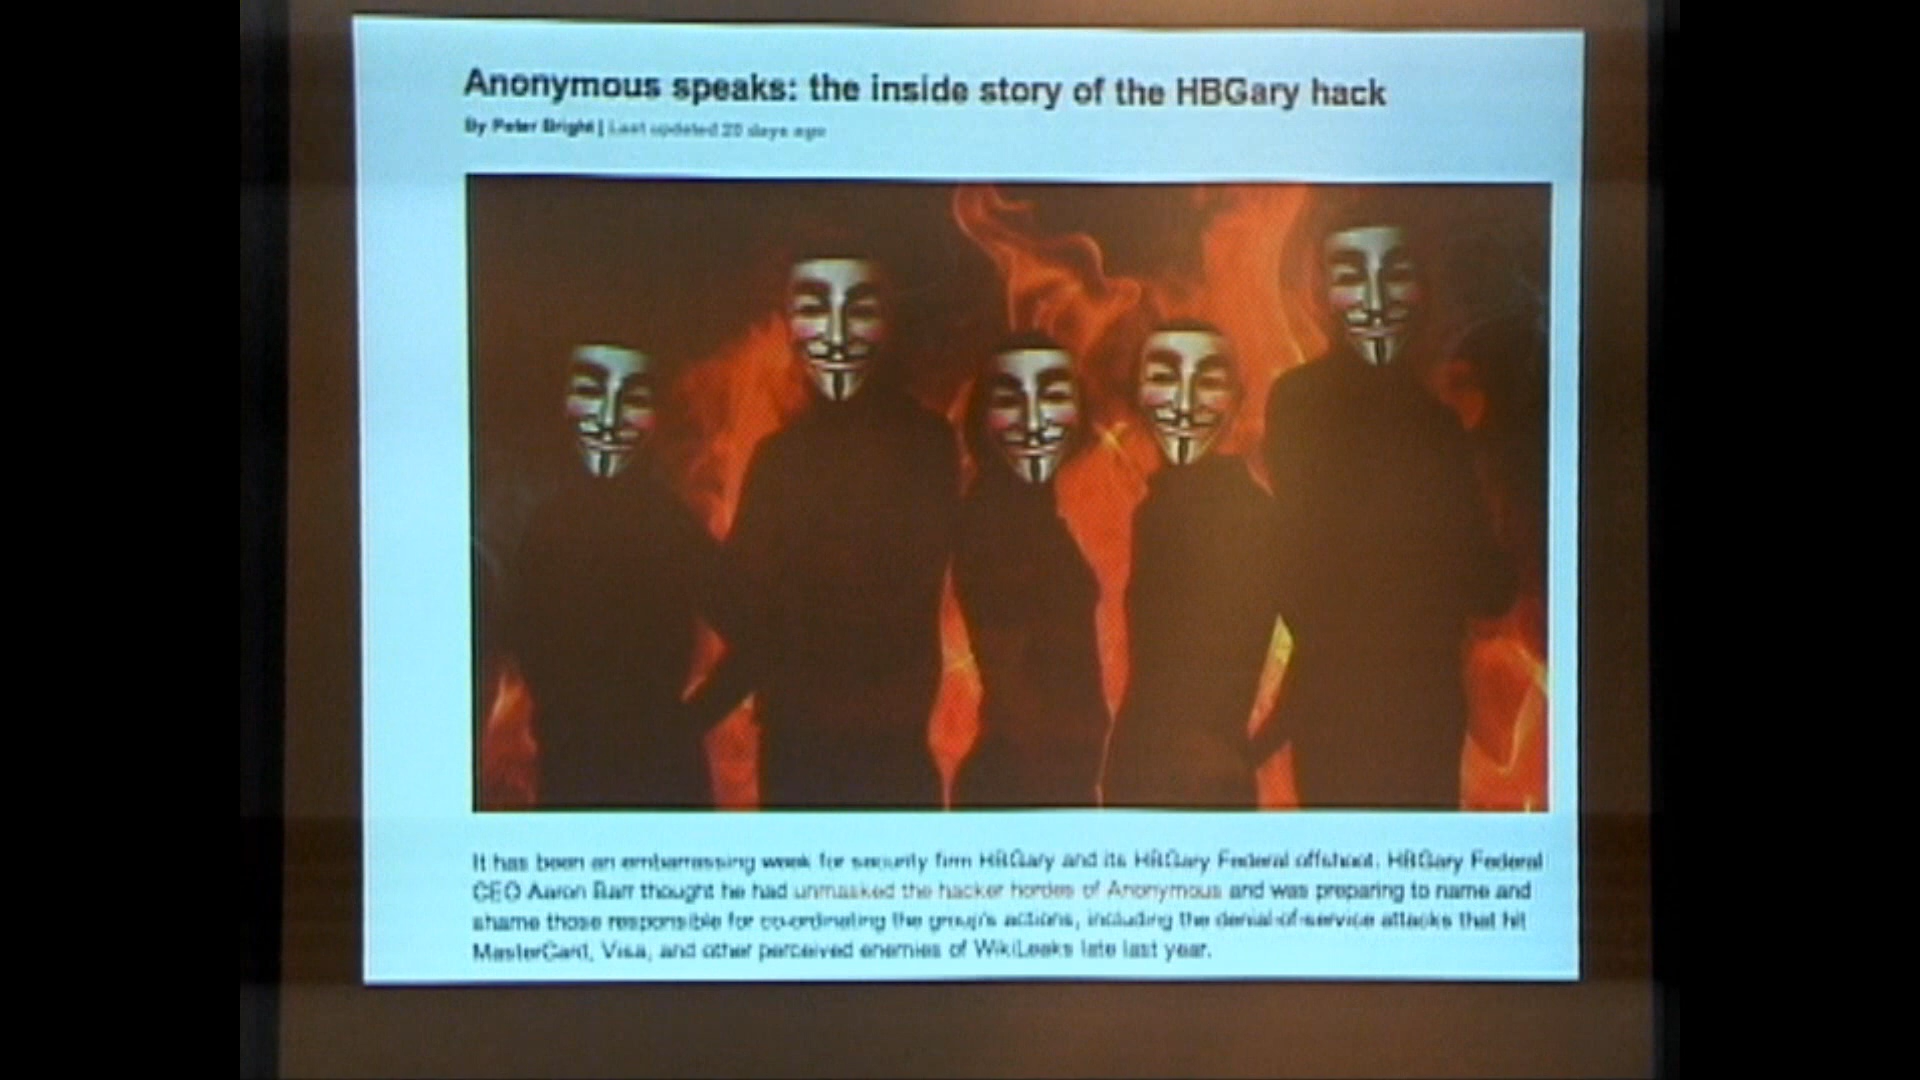 Anonymous speaks: the inside story of the HBGary hack
By Peter Bright | Last updated 20 days ago
It has been an embarrassing week for security firm HBGary and its HBGary Federal offshoot. HBGary Federal
CEO Aaron Barr thought he had unmasked the hacker hordes of Anonymous and was preparing to name and
shame those responsible for co-ordinating the group's actions, including the denial-of-service attacks that hit
MasterCard, Visa, and other perceived enemies of WikiLeaks late last year.